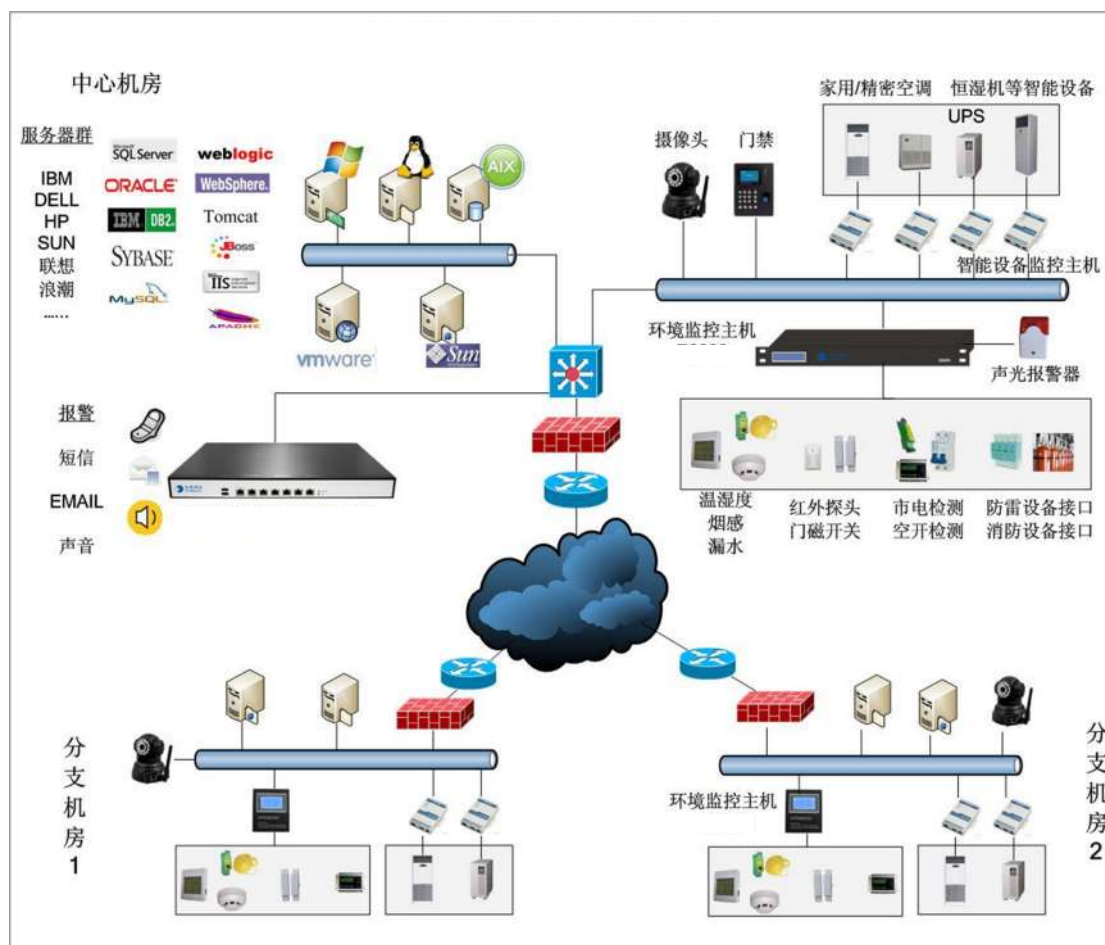 中心机房
服务器群
IBM
DELL
HP
SUN
联想
浪潮
......
Microsoft
SQL Server
ORACLE
IBM DB2.
SYBASE
MySQL
weblogic
WebSphere.
Tomcat
JBoss
IIS
APACHE
AIX
vmware
Sun
报警
短信
EMAIL
声音
摄像头
门禁
家用/精密空调
恒湿机等智能设备
UPS
智能设备监控主机
环境监控主机
声光报警器
温湿度
烟感
漏水
红外探头
门磁开关
市电检测
空开检测
防雷设备接口
消防设备接口
分支机房1
环境监控主机
分支机房2